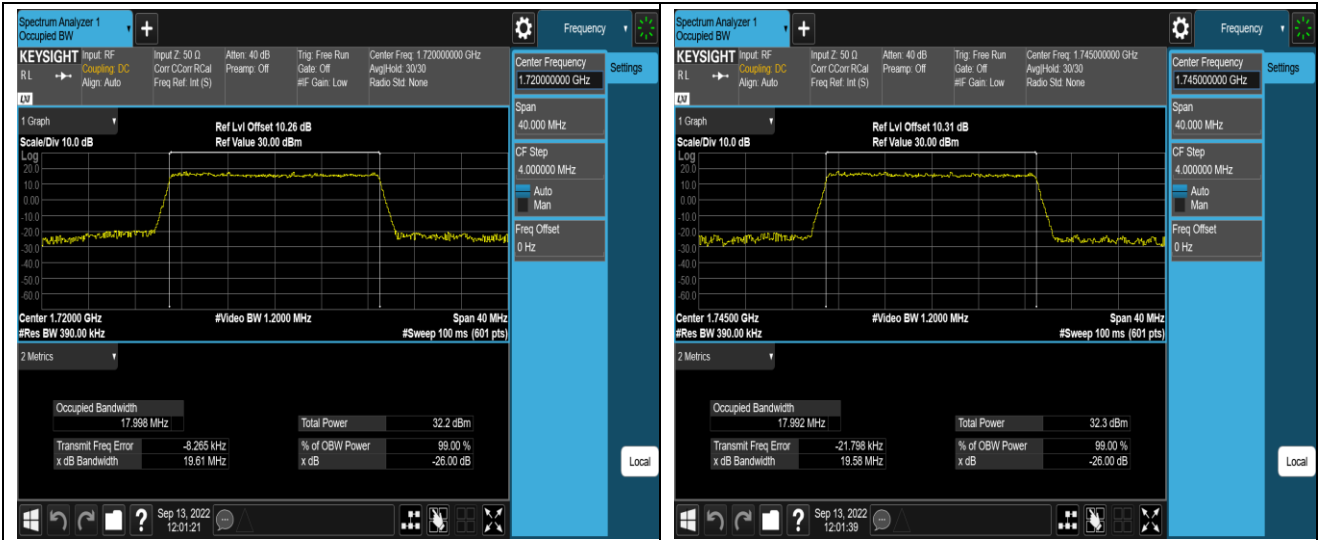 Spectrum Analyzer 1
Occupied BW
+
Frequency
KEYSIGHT Input: RF Input Z: 50 Ω Atten: 40 dB Trig: Free Run Center Freq: 1.720000000 GHz
Coupling: DC Corr CCorr RCal Preamp: Off Gate: Off Avg|Hold: 30/30
RL Align: Auto Freq Ref: Int (S) #IF Gain: Low Radio Std: None
LXI
Center Frequency
1.720000000 GHz
Settings
Span
40.000 MHz
CF Step
4.000000 MHz
Auto
Man
Freq Offset
0 Hz
1 Graph
Ref Lvl Offset 10.26 dB
Scale/Div 10.0 dB Ref Value 30.00 dBm
Log
20.0
10.0
0.00
-10.0
-20.0
-30.0
-40.0
-50.0
-60.0
Center 1.72000 GHz #Video BW 1.2000 MHz Span 40 MHz
#Res BW 390.00 kHz #Sweep 100 ms (601 pts)
2 Metrics
Occupied Bandwidth
17.998 MHz Total Power 32.2 dBm
Transmit Freq Error -8.265 kHz % of OBW Power 99.00 %
x dB Bandwidth 19.61 MHz x dB -26.00 dB
Local
? Sep 13, 2022
12:01:21
Spectrum Analyzer 1
Occupied BW
+
Frequency
KEYSIGHT Input: RF Input Z: 50 Ω Atten: 40 dB Trig: Free Run Center Freq: 1.745000000 GHz
Coupling: DC Corr CCorr RCal Preamp: Off Gate: Off Avg|Hold: 30/30
RL Align: Auto Freq Ref: Int (S) #IF Gain: Low Radio Std: None
LXI
Center Frequency
1.745000000 GHz
Settings
Span
40.000 MHz
CF Step
4.000000 MHz
Auto
Man
Freq Offset
0 Hz
1 Graph
Ref Lvl Offset 10.31 dB
Scale/Div 10.0 dB Ref Value 30.00 dBm
Log
20.0
10.0
0.00
-10.0
-20.0
-30.0
-40.0
-50.0
-60.0
Center 1.74500 GHz #Video BW 1.2000 MHz Span 40 MHz
#Res BW 390.00 kHz #Sweep 100 ms (601 pts)
2 Metrics
Occupied Bandwidth
17.992 MHz Total Power 32.3 dBm
Transmit Freq Error -21.798 kHz % of OBW Power 99.00 %
x dB Bandwidth 19.58 MHz x dB -26.00 dB
Local
? Sep 13, 2022
12:01:39